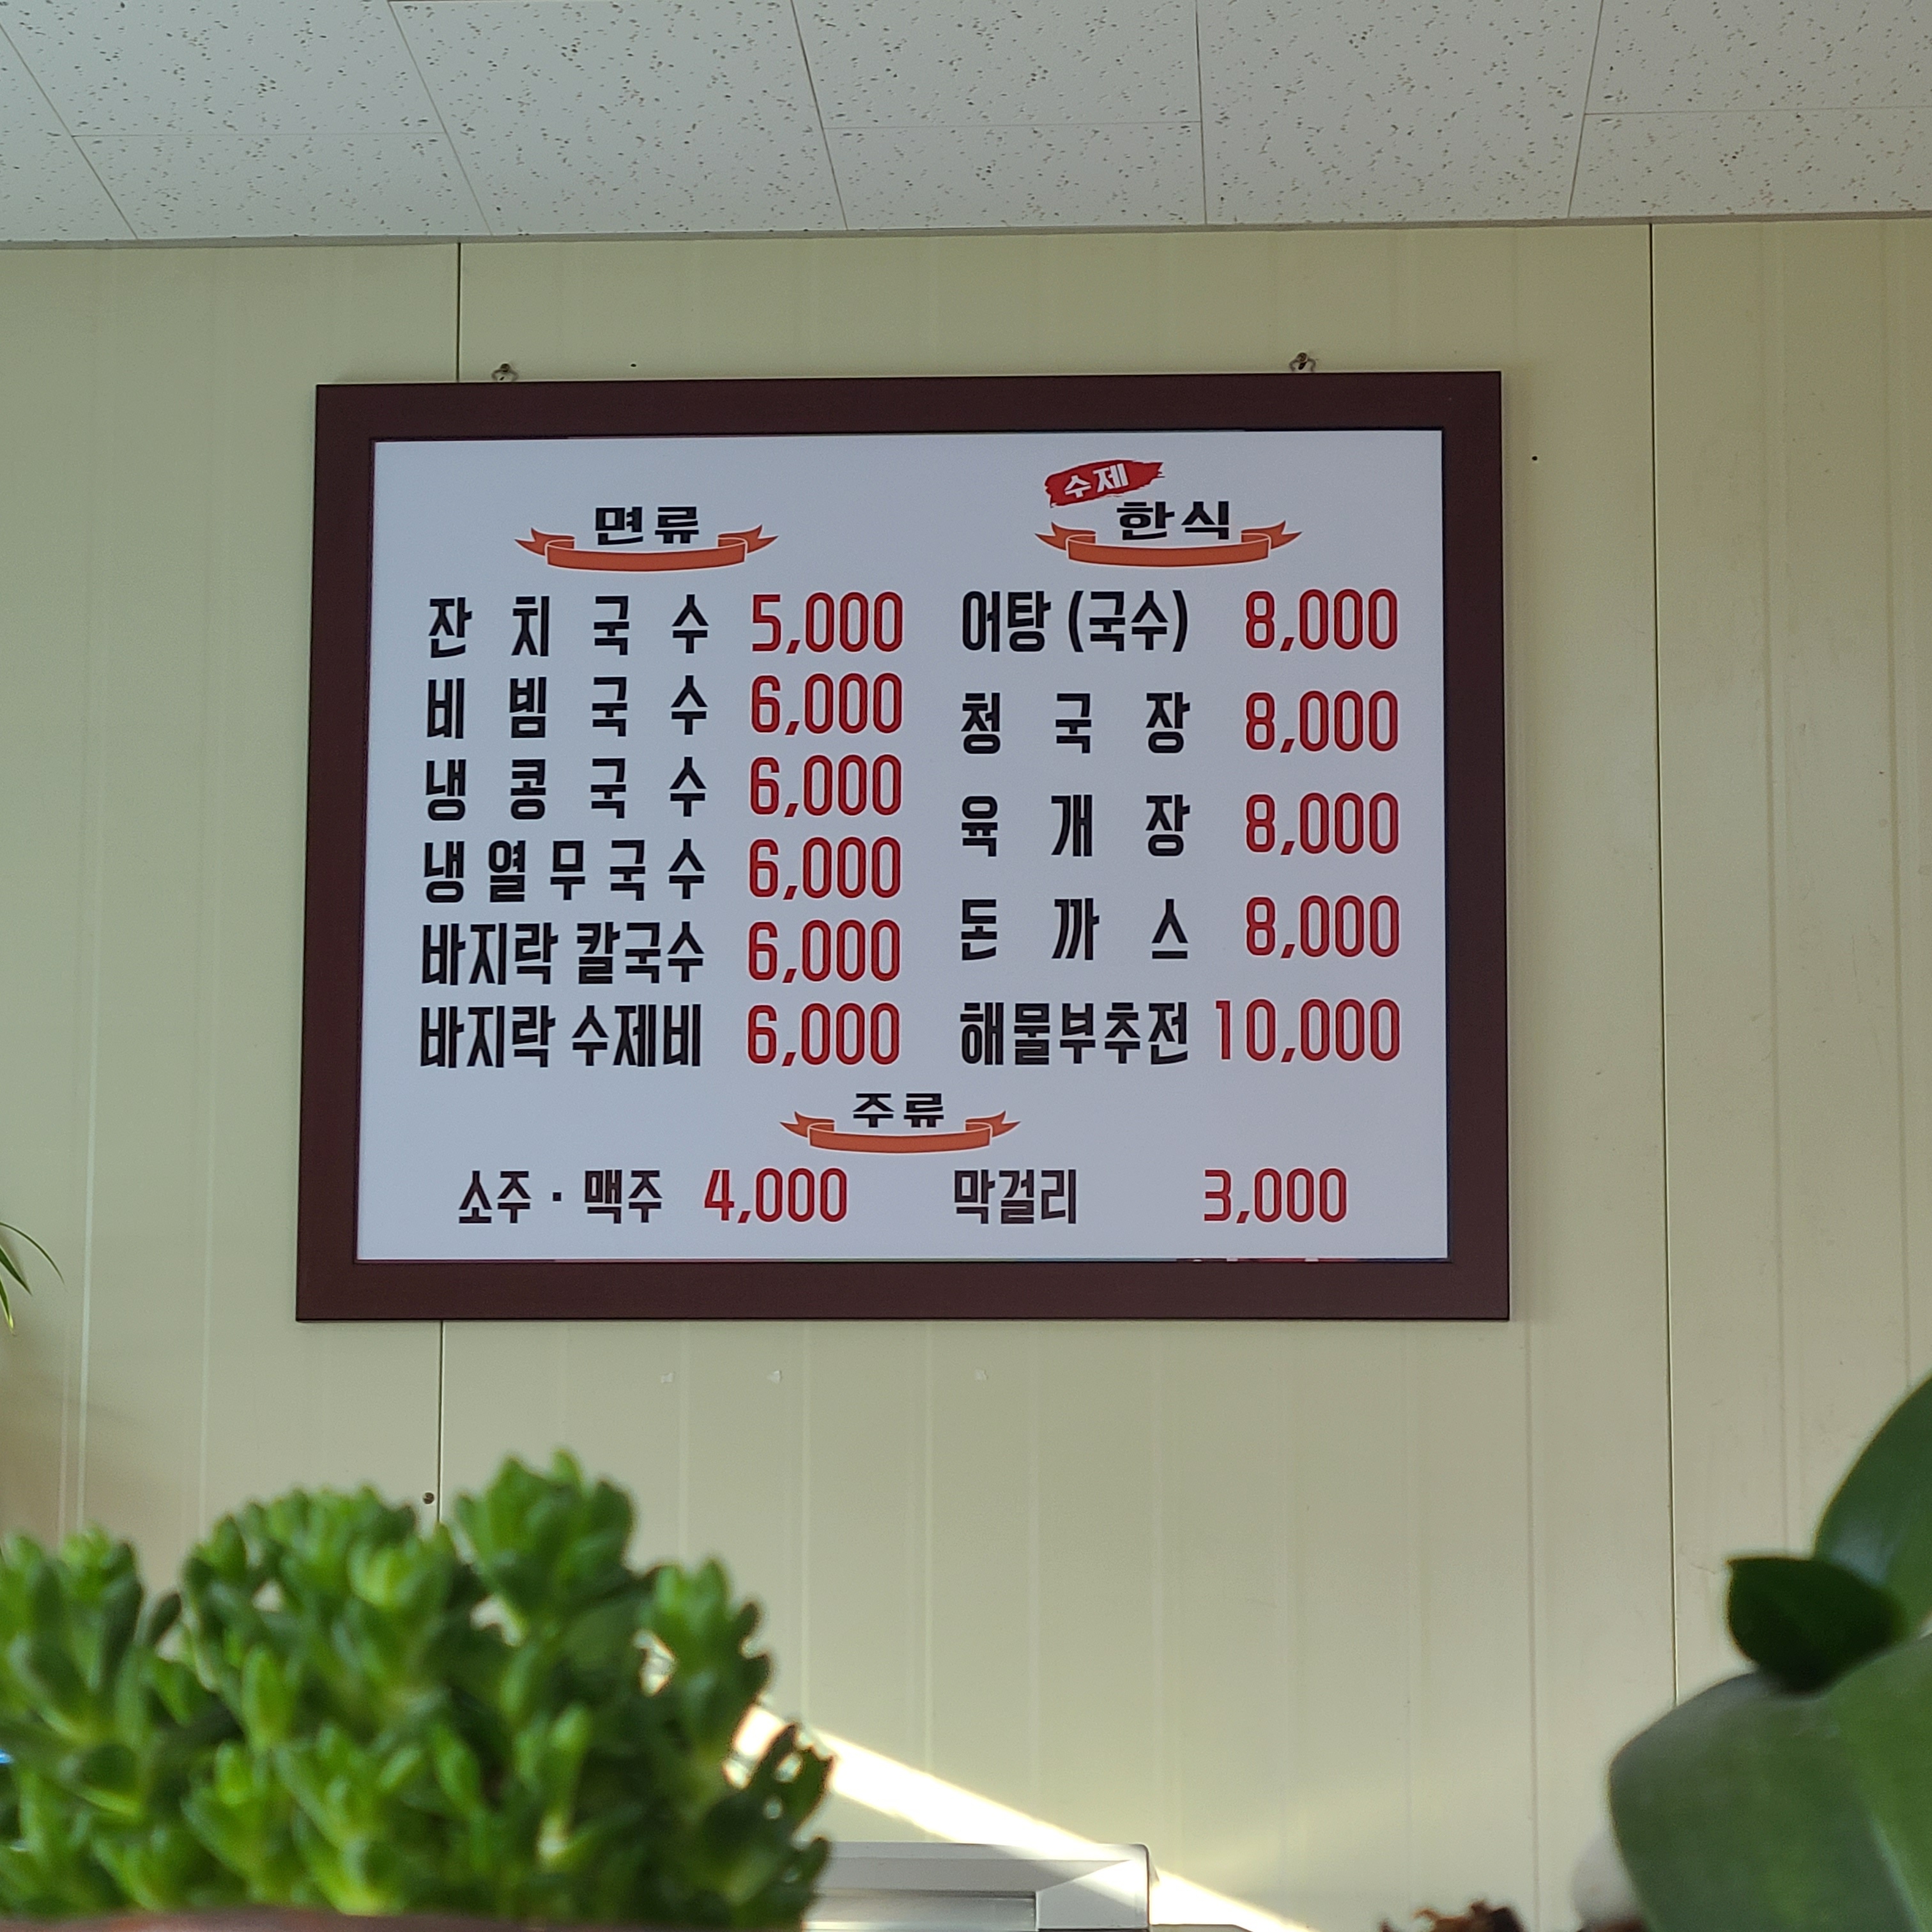 면류
잔치국수 5,000
비빔국수 6,000
냉콩국수 6,000
냉열무국수 6,000
바지락 칼국수 6,000
바지락 수제비 6,000
수제
한식
어탕 (국수) 8,000
청국장 8,000
육개장 8,000
돈까스 8,000
해물부추전 10,000
주류
소주 · 맥주 4,000 막걸리 3,000